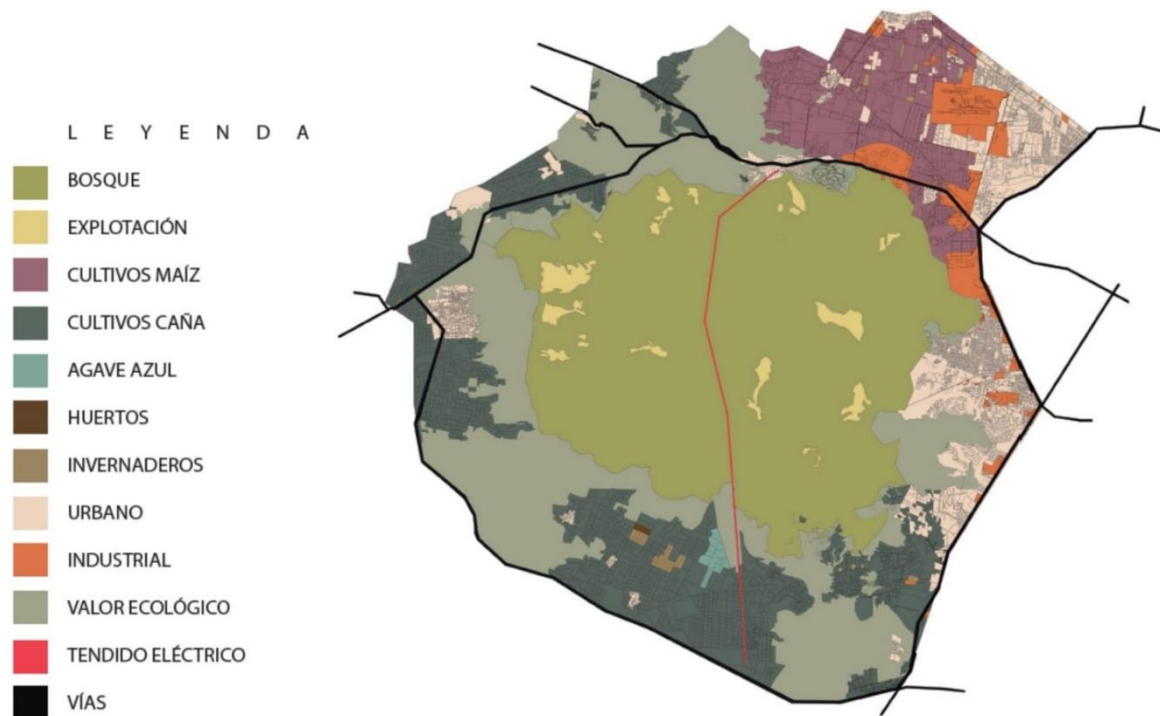 L E Y E N D A
BOSQUE
EXPLOTACIÓN
CULTIVOS MAÍZ
CULTIVOS CAÑA
AGAVE AZUL
HUERTOS
INVERNADEROS
URBANO
INDUSTRIAL
VALOR ECOLÓGICO
TENDIDO ELÉCTRICO
VÍAS